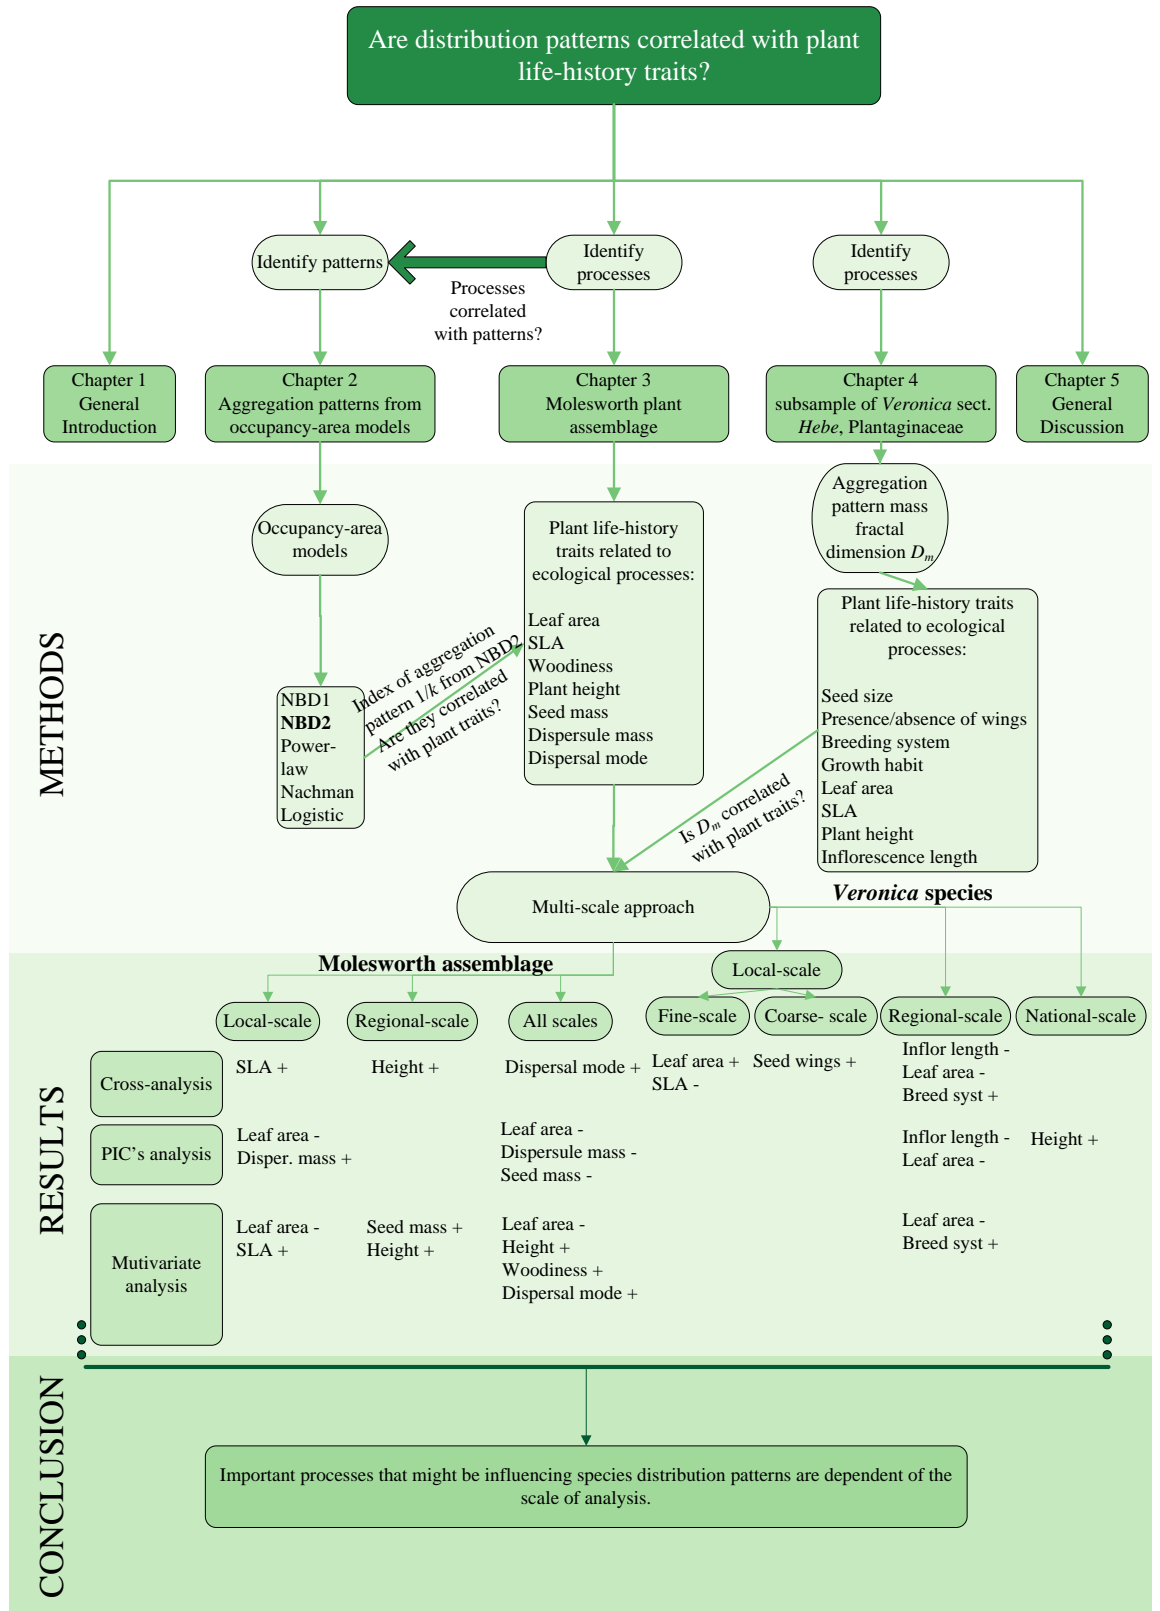 Are distribution patterns correlated with plant
life-history traits?
Identify patterns
Identify
processes
Identify
processes
Processes
correlated
with patterns?
Chapter 1
General
Introduction
Chapter 2
Aggregation patterns from
occupancy-area models
Chapter 3
Molesworth plant
assemblage
Chapter 4
subsample of Veronica sect.
Hebe, Plantaginaceae
Chapter 5
General
Discussion
METHODS
Occupancy-area
models
NBD1
NBD2
Power-
law
Nachman
Logistic
Index of aggregation
pattern 1/k from NBD2
Are they correlated
with plant traits?
Plant life-history
traits related to
ecological processes:
Leaf area
SLA
Woodiness
Plant height
Seed mass
Dispersule mass
Dispersal mode
Aggregation
pattern mass
fractal
dimension Dm
Plant life-history traits
related to ecological
processes:
Seed size
Presence/absence of wings
Breeding system
Growth habit
Leaf area
SLA
Plant height
Inflorescence length
Is Dm correlated
with plant traits?
Multi-scale approach
Veronica species
RESULTS
Molesworth assemblage
Local-scale
Local-scale
Regional-scale
All scales
Fine-scale
Coarse- scale
Regional-scale
National-scale
Cross-analysis
SLA +
Height +
Dispersal mode +
Leaf area +
SLA -
Seed wings +
Inflor length -
Leaf area -
Breed syst +
PIC's analysis
Leaf area -
Disper. mass +
Leaf area -
Dispersule mass -
Seed mass -
Inflor length -
Leaf area -
Height +
Mutivariate
analysis
Leaf area -
SLA +
Seed mass +
Height +
Leaf area -
Height +
Woodiness +
Dispersal mode +
Leaf area -
Breed syst +
CONCLUSION
Important processes that might be influencing species distribution patterns are dependent of the
scale of analysis.